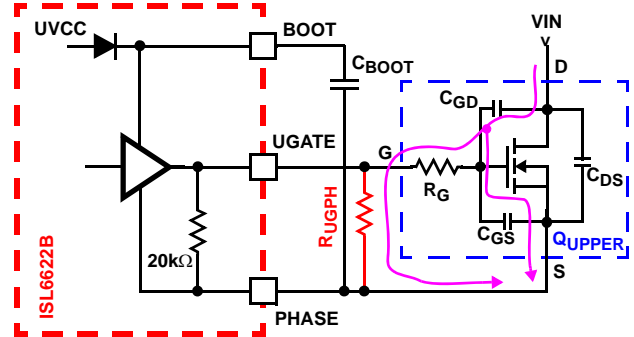 UVCC
BOOT
VIN
CBOOT
D
CGD
UGATE
G
RG
CDS
RUGPH
20kΩ
CGS
QUPPER
S
PHASE
ISL6622B